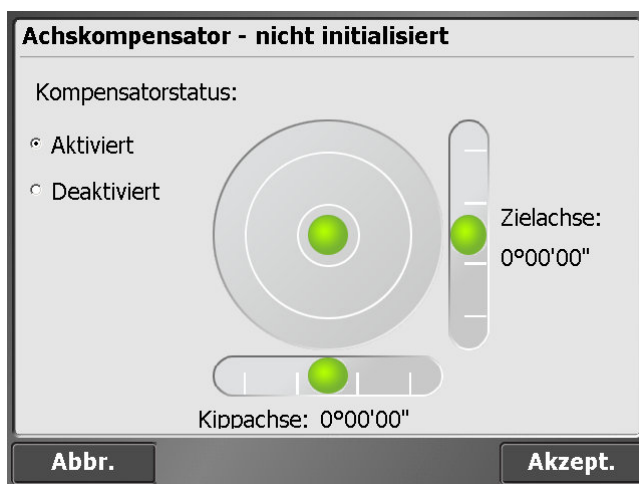 Achskompensator - nicht initialisiert
Kompensatorstatus:
Aktiviert
Deaktiviert
Zielachse:
0°00'00"
Kippachse: 0°00'00"
Abbr.
Akzept.